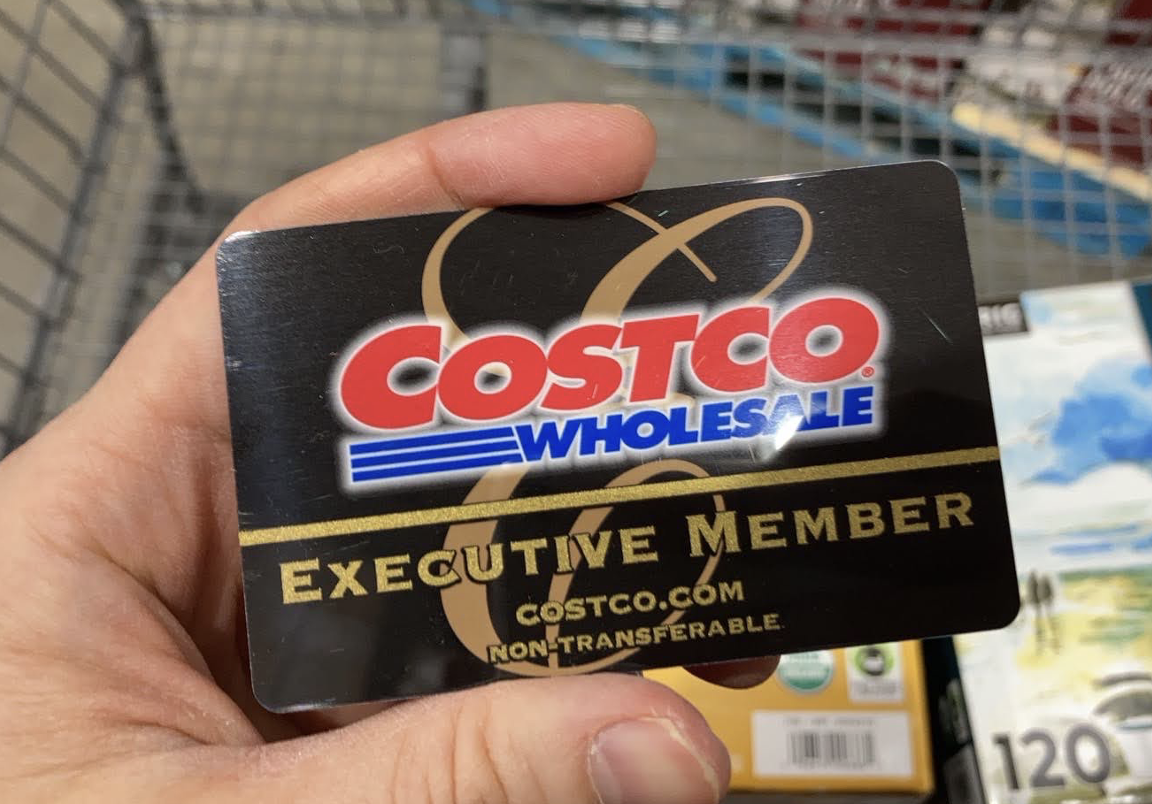 COSTCO®
WHOLESALE
EXECUTIVE MEMBER
COSTCO.COM
NON-TRANSFERABLE
120